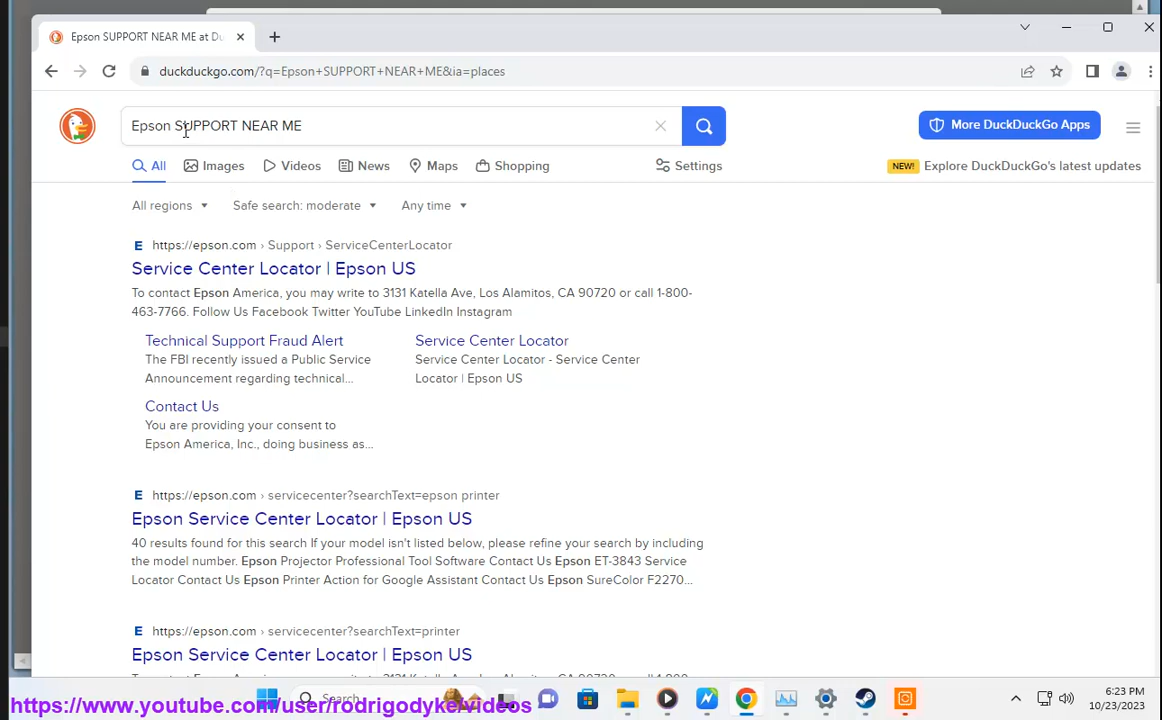 Epson SUPPORT NEAR ME at Du
duckduckgo.com/?q=Epson+SUPPORT+NEAR+ME&ia=places
Epson SUPPORT NEAR ME
More DuckDuckGo Apps
All Images Videos News Maps Shopping Settings
NEW! Explore DuckDuckGo's latest updates
All regions Safe search: moderate Any time
E https://epson.com › Support › ServiceCenterLocator
Service Center Locator | Epson US
To contact Epson America, you may write to 3131 Katella Ave, Los Alamitos, CA 90720 or call 1-800-
463-7766. Follow Us Facebook Twitter YouTube LinkedIn Instagram
Technical Support Fraud Alert
The FBI recently issued a Public Service
Announcement regarding technical...
Service Center Locator
Service Center Locator - Service Center
Locator | Epson US
Contact Us
You are providing your consent to
Epson America, Inc., doing business as...
E https://epson.com › servicecenter?searchText=epson printer
Epson Service Center Locator | Epson US
40 results found for this search If your model isn't listed below, please refine your search by including
the model number. Epson Projector Professional Tool Software Contact Us Epson ET-3843 Service
Locator Contact Us Epson Printer Action for Google Assistant Contact Us Epson SureColor F2270...
E https://epson.com › servicecenter?searchText=printer
Epson Service Center Locator | Epson US
Search
6:23 PM
10/23/2023
https://www.youtube.com/user/rodrigodyke/videos